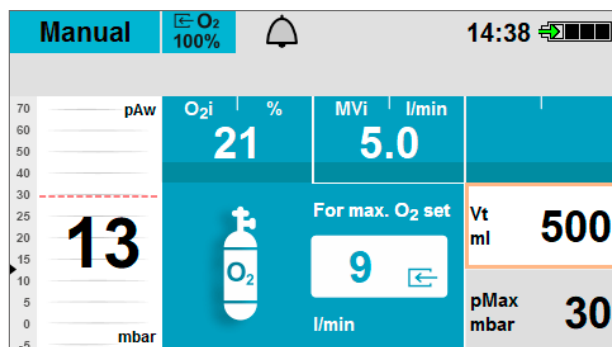 Manual
O₂
100%
14:38
70
60
50
40
30
25
20
15
10
5
0
-5
pAw
13
mbar
O₂i %
21
MVi l/min
5.0
O₂
For max. O₂ set
9
l/min
Vt
ml
500
pMax
mbar
30